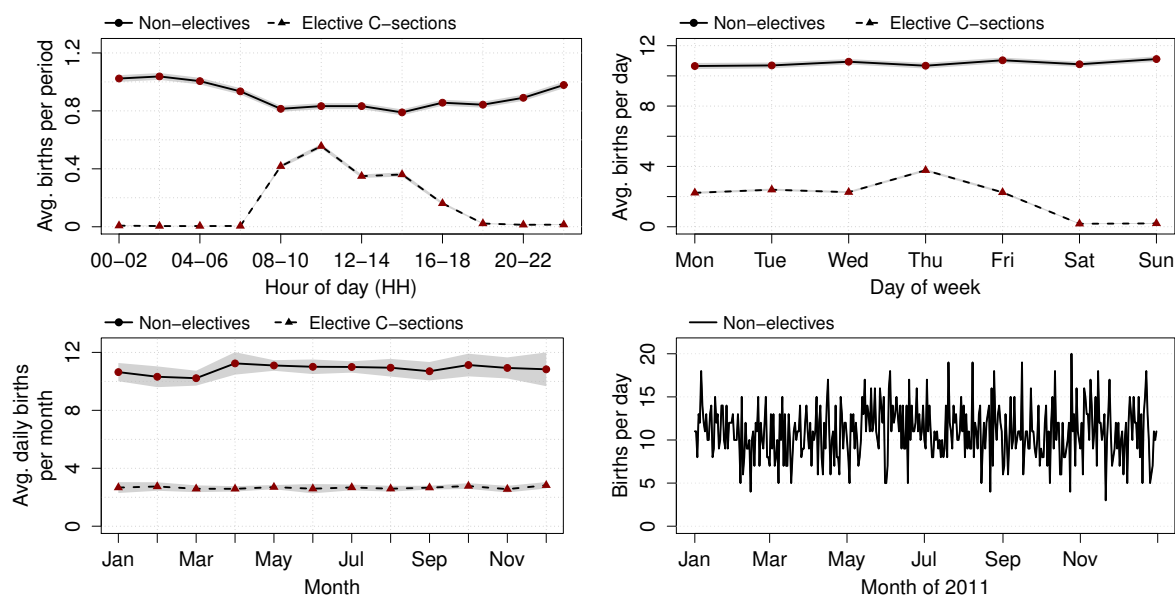 Non−electives Elective C−sections
Avg. births per period
1.2
0.8
0.4
0
00−02 04−06 08−10 12−14 16−18 20−22
Hour of day (HH)
Non−electives Elective C−sections
Avg. births per day
12
8
4
0
Mon Tue Wed Thu Fri Sat Sun
Day of week
Non−electives Elective C−sections
Avg. daily births
per month
12
8
4
0
Jan Mar May Jul Sep Nov
Month
Non−electives
Births per day
20
15
10
5
0
Jan Mar May Jul Sep Nov
Month of 2011